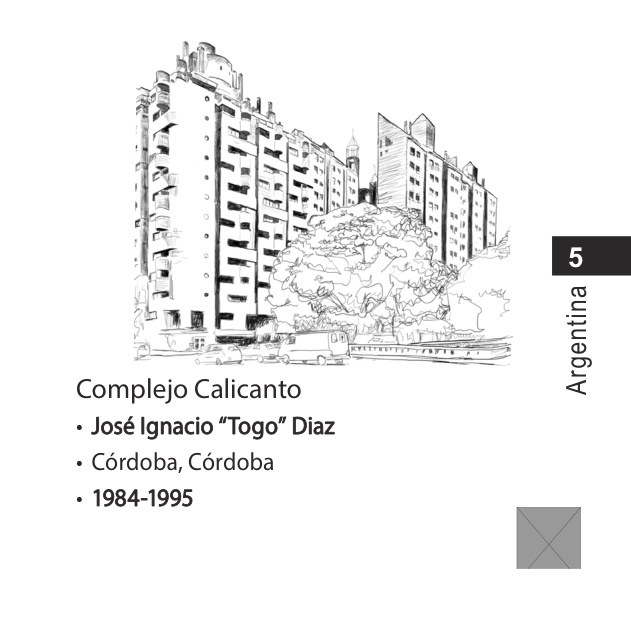 Complejo Calicanto
• José Ignacio “Togo” Diaz
• Córdoba, Córdoba
• 1984-1995
5
Argentina